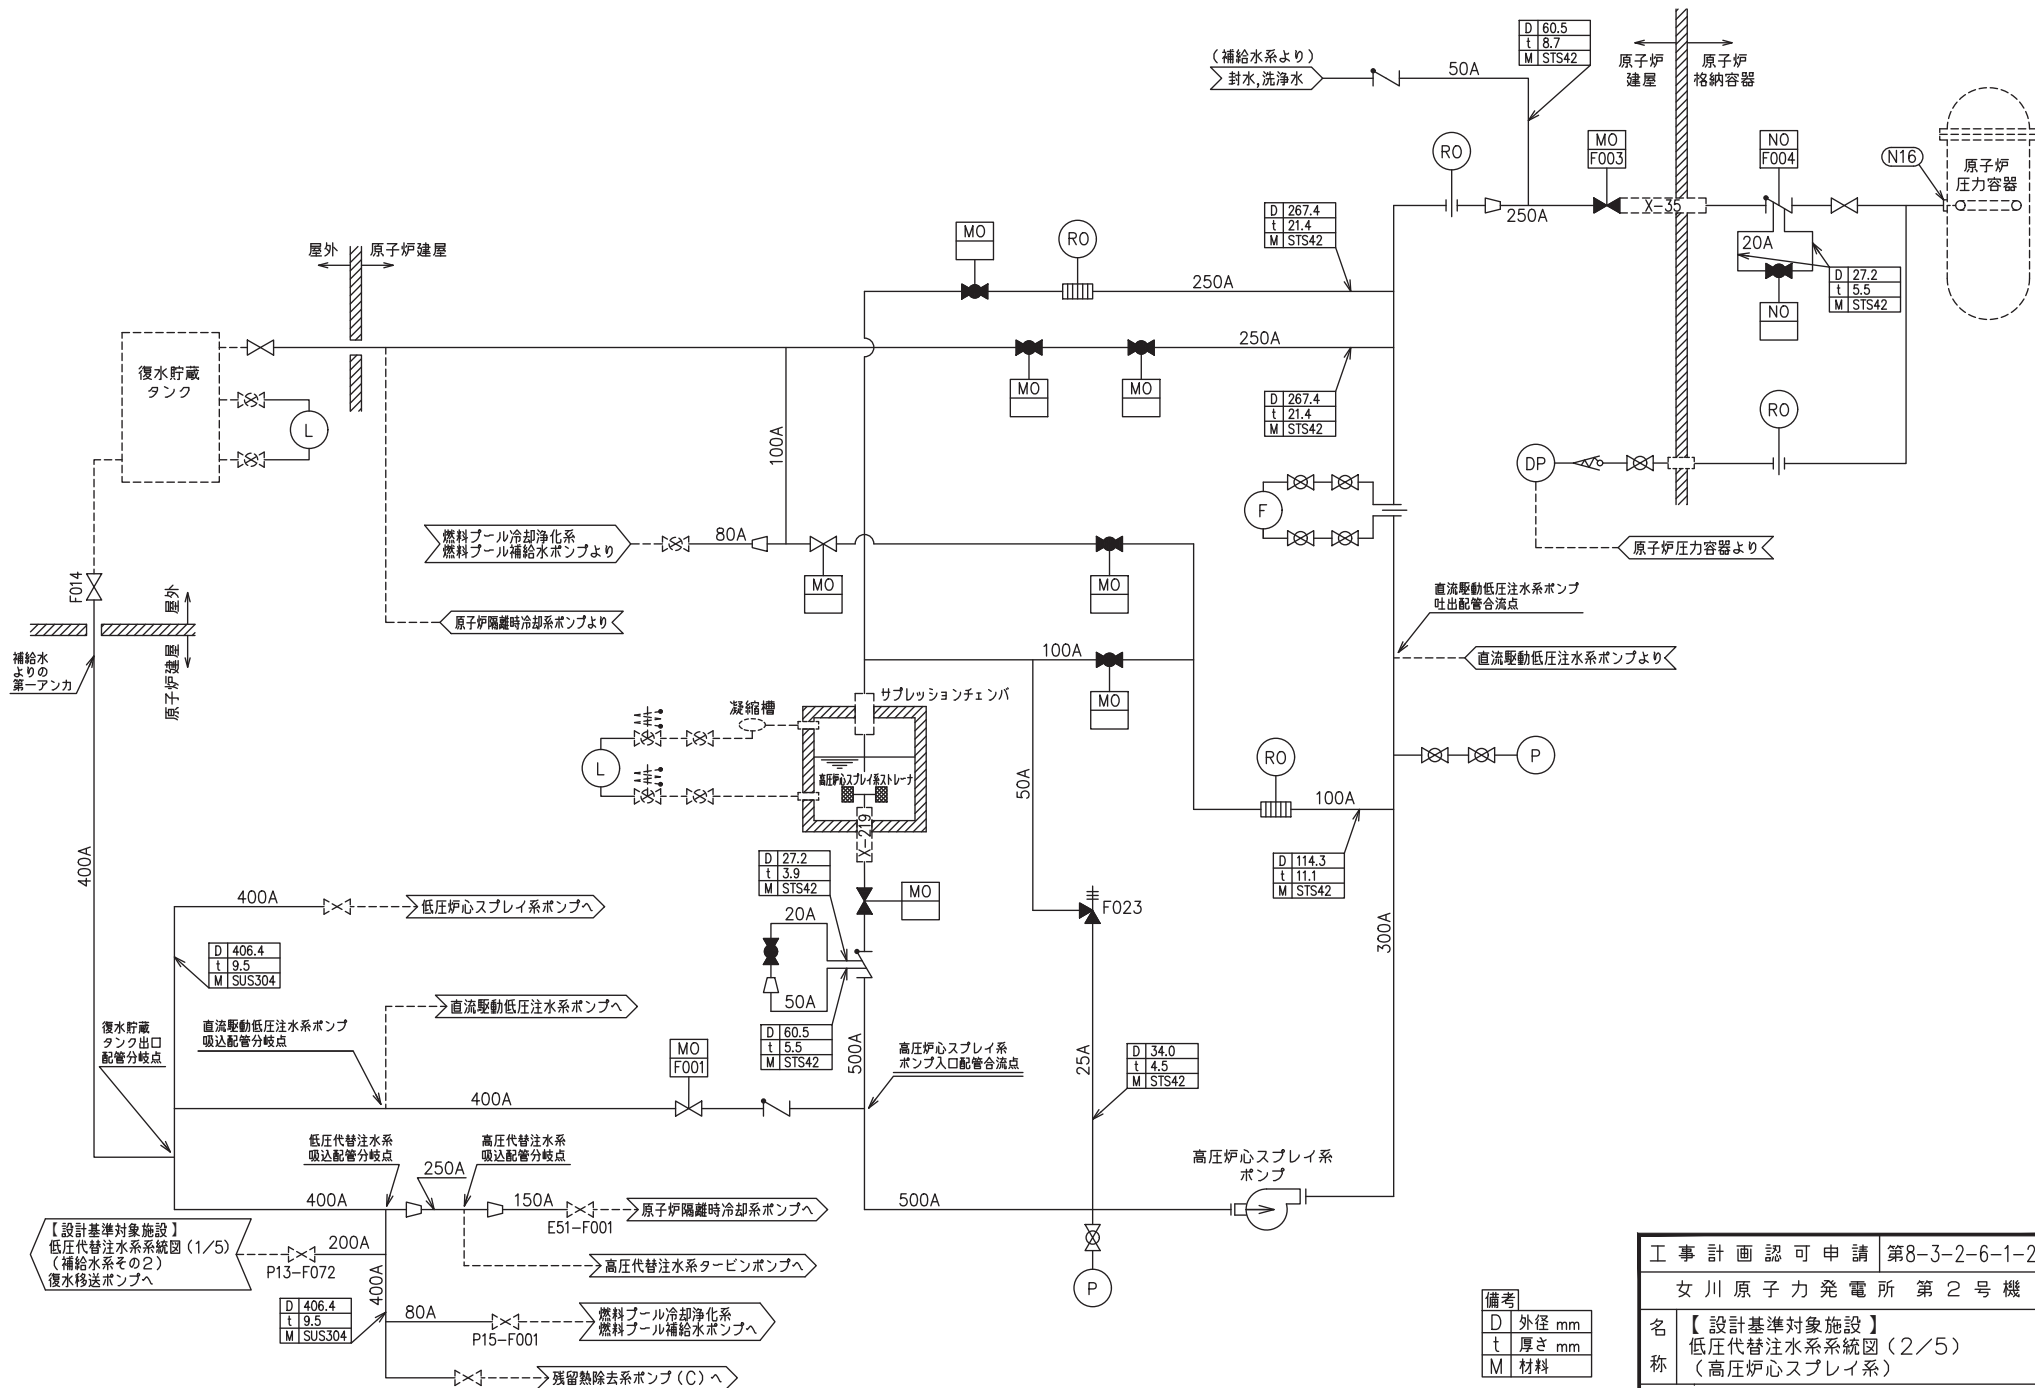 (補給水系より)
封水,洗浄水
50A
D 60.5
t 8.7
M STS42
原子炉
建屋
原子炉
格納容器
RO
MO
F003
NO
F004
N16
原子炉
圧力容器
X-35
250A
20A
NO
D 27.2
t 5.5
M STS42
D 267.4
t 21.4
M STS42
MO
RO
250A
屋外
原子炉建屋
250A
MO
MO
D 267.4
t 21.4
M STS42
復水貯蔵
タンク
L
100A
RO
DP
F
原子炉圧力容器より
燃料プール冷却浄化系
燃料プール補給水ポンプより
80A
MO
MO
F014
屋外
原子炉建屋
原子炉隔離時冷却系ポンプより
直流駆動低圧注水系ポンプ
吐出配管合流点
直流駆動低圧注水系ポンプより
補給水
よりの
第一アンカ
100A
MO
サプレッションチェンバ
凝縮槽
L
高圧炉心スプレイ系ストレーナ
X-219
50A
RO
P
100A
D 114.3
t 11.1
M STS42
400A
D 27.2
t 3.9
M STS42
MO
20A
50A
D 60.5
t 5.5
M STS42
500A
F023
300A
400A
低圧炉心スプレイ系ポンプへ
D 406.4
t 9.5
M SUS304
直流駆動低圧注水系ポンプへ
復水貯蔵
タンク出口
配管分岐点
直流駆動低圧注水系ポンプ
吸込配管分岐点
MO
F001
高圧炉心スプレイ系
ポンプ入口配管合流点
25A
D 34.0
t 4.5
M STS42
400A
低圧代替注水系
吸込配管分岐点
高圧代替注水系
吸込配管分岐点
250A
400A
150A
E51-F001
原子炉隔離時冷却系ポンプへ
500A
高圧炉心スプレイ系
ポンプ
【設計基準対象施設】
低圧代替注水系系統図(1/5)
(補給水系その2)
復水移送ポンプへ
200A
P13-F072
400A
高圧代替注水系タービンポンプへ
P
D 406.4
t 9.5
M SUS304
80A
P15-F001
燃料プール冷却浄化系
燃料プール補給水ポンプへ
残留熱除去系ポンプ(C)へ
備考
D 外径 mm
t 厚さ mm
M 材料
工事計画認可申請 第8-3-2-6-1-2
女川原子力発電所 第2号機
名称
【設計基準対象施設】
低圧代替注水系系統図(2/5)
(高圧炉心スプレイ系)